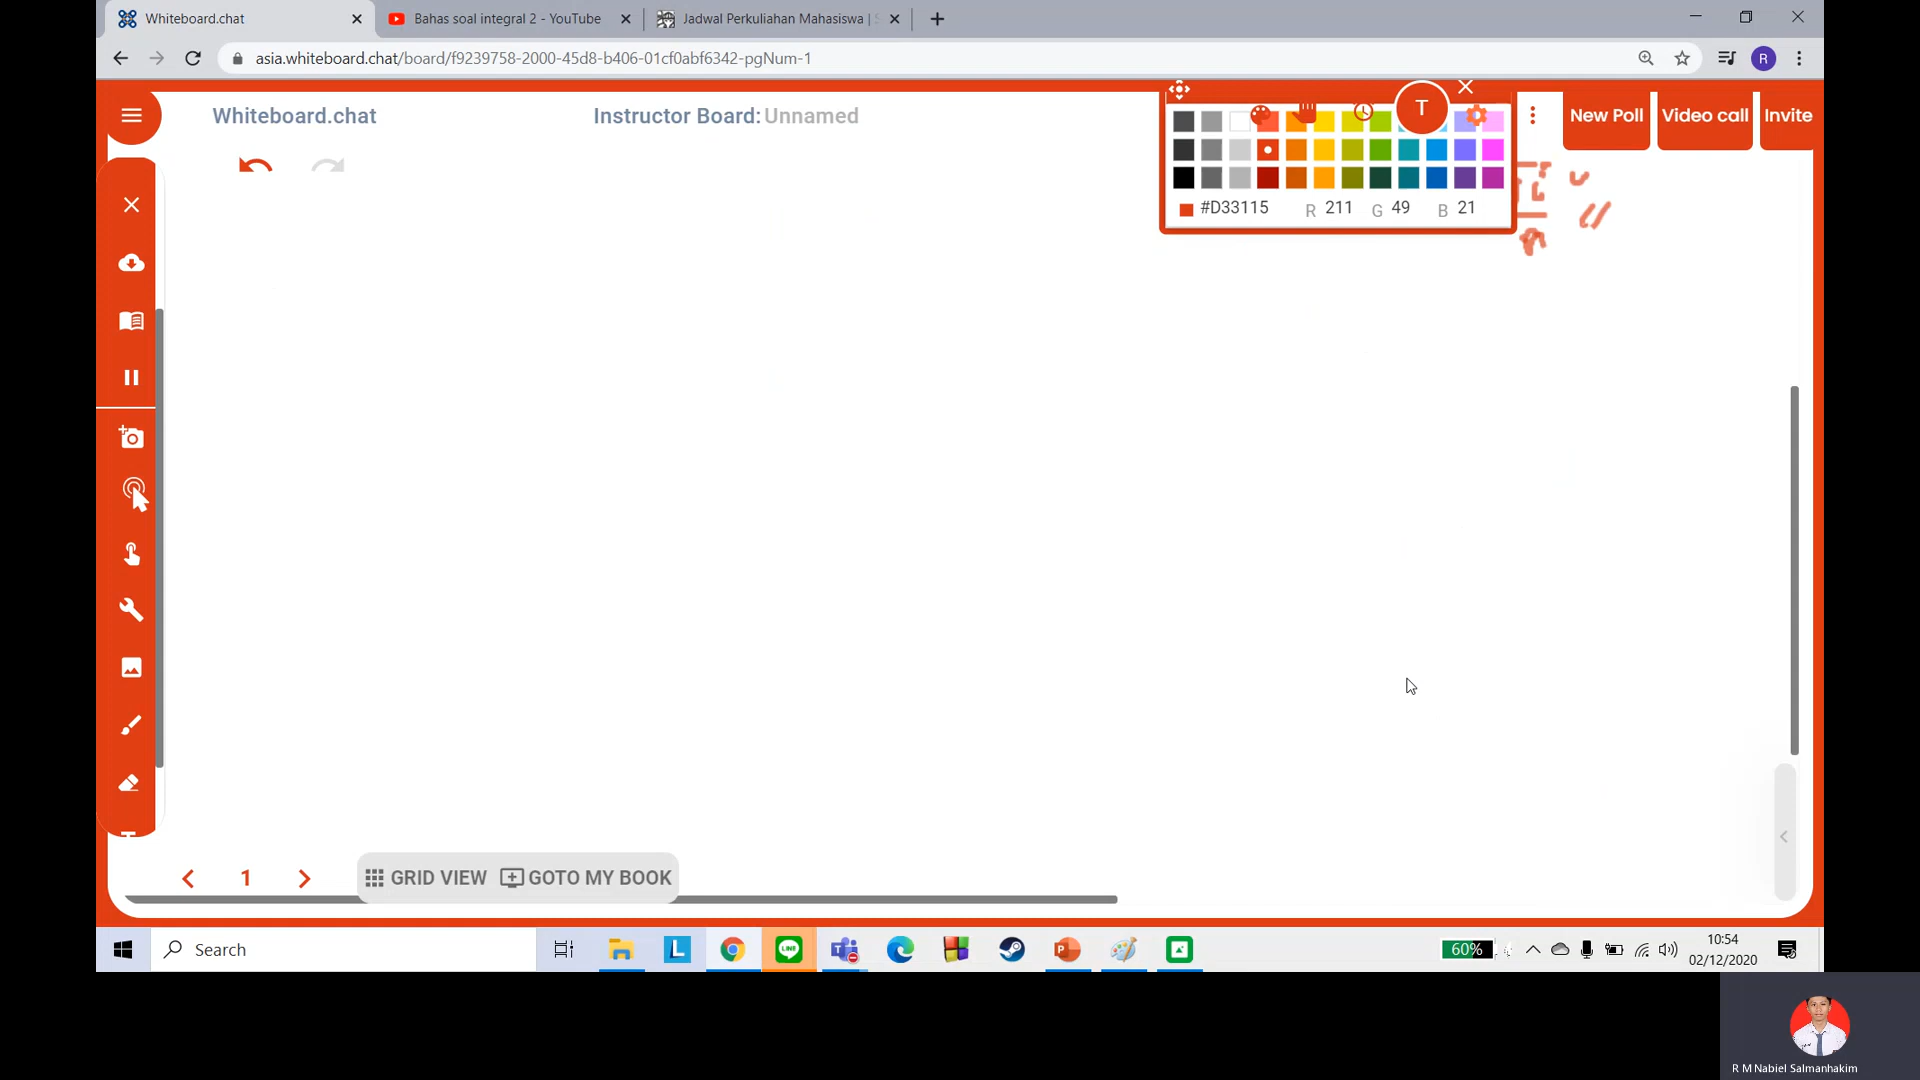 Whiteboard.chat
Bahas soal integral 2 - YouTube
Jadwal Perkuliahan Mahasiswa |
asia.whiteboard.chat/board/f9239758-2000-45d8-b406-01cf0abf6342-pgNum-1
R
Whiteboard.chat
Instructor Board: Unnamed
T
New Poll
Video call
Invite
#D33115 R 211 G 49 B 21
1
GRID VIEW
GOTO MY BOOK
Search
L
LINE
60%
10:54
02/12/2020
R M Nabiel Salmanhakim